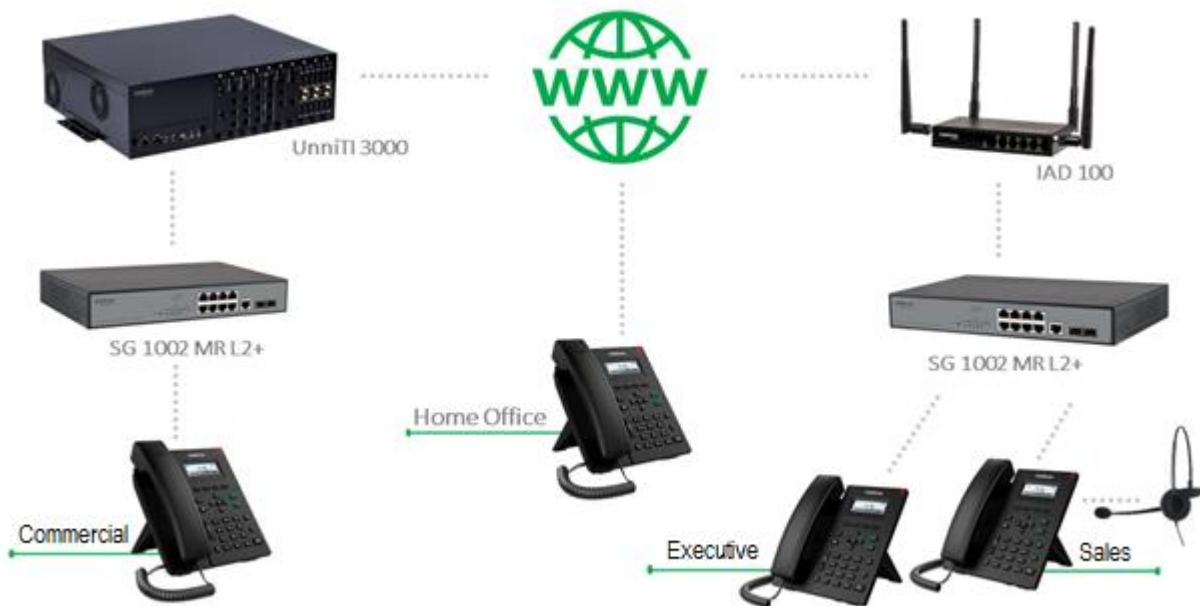 WWW
UnniTI 3000
IAD 100
SG 1002 MR L2+
SG 1002 MR L2+
Home Office
Commercial
Executive
Sales